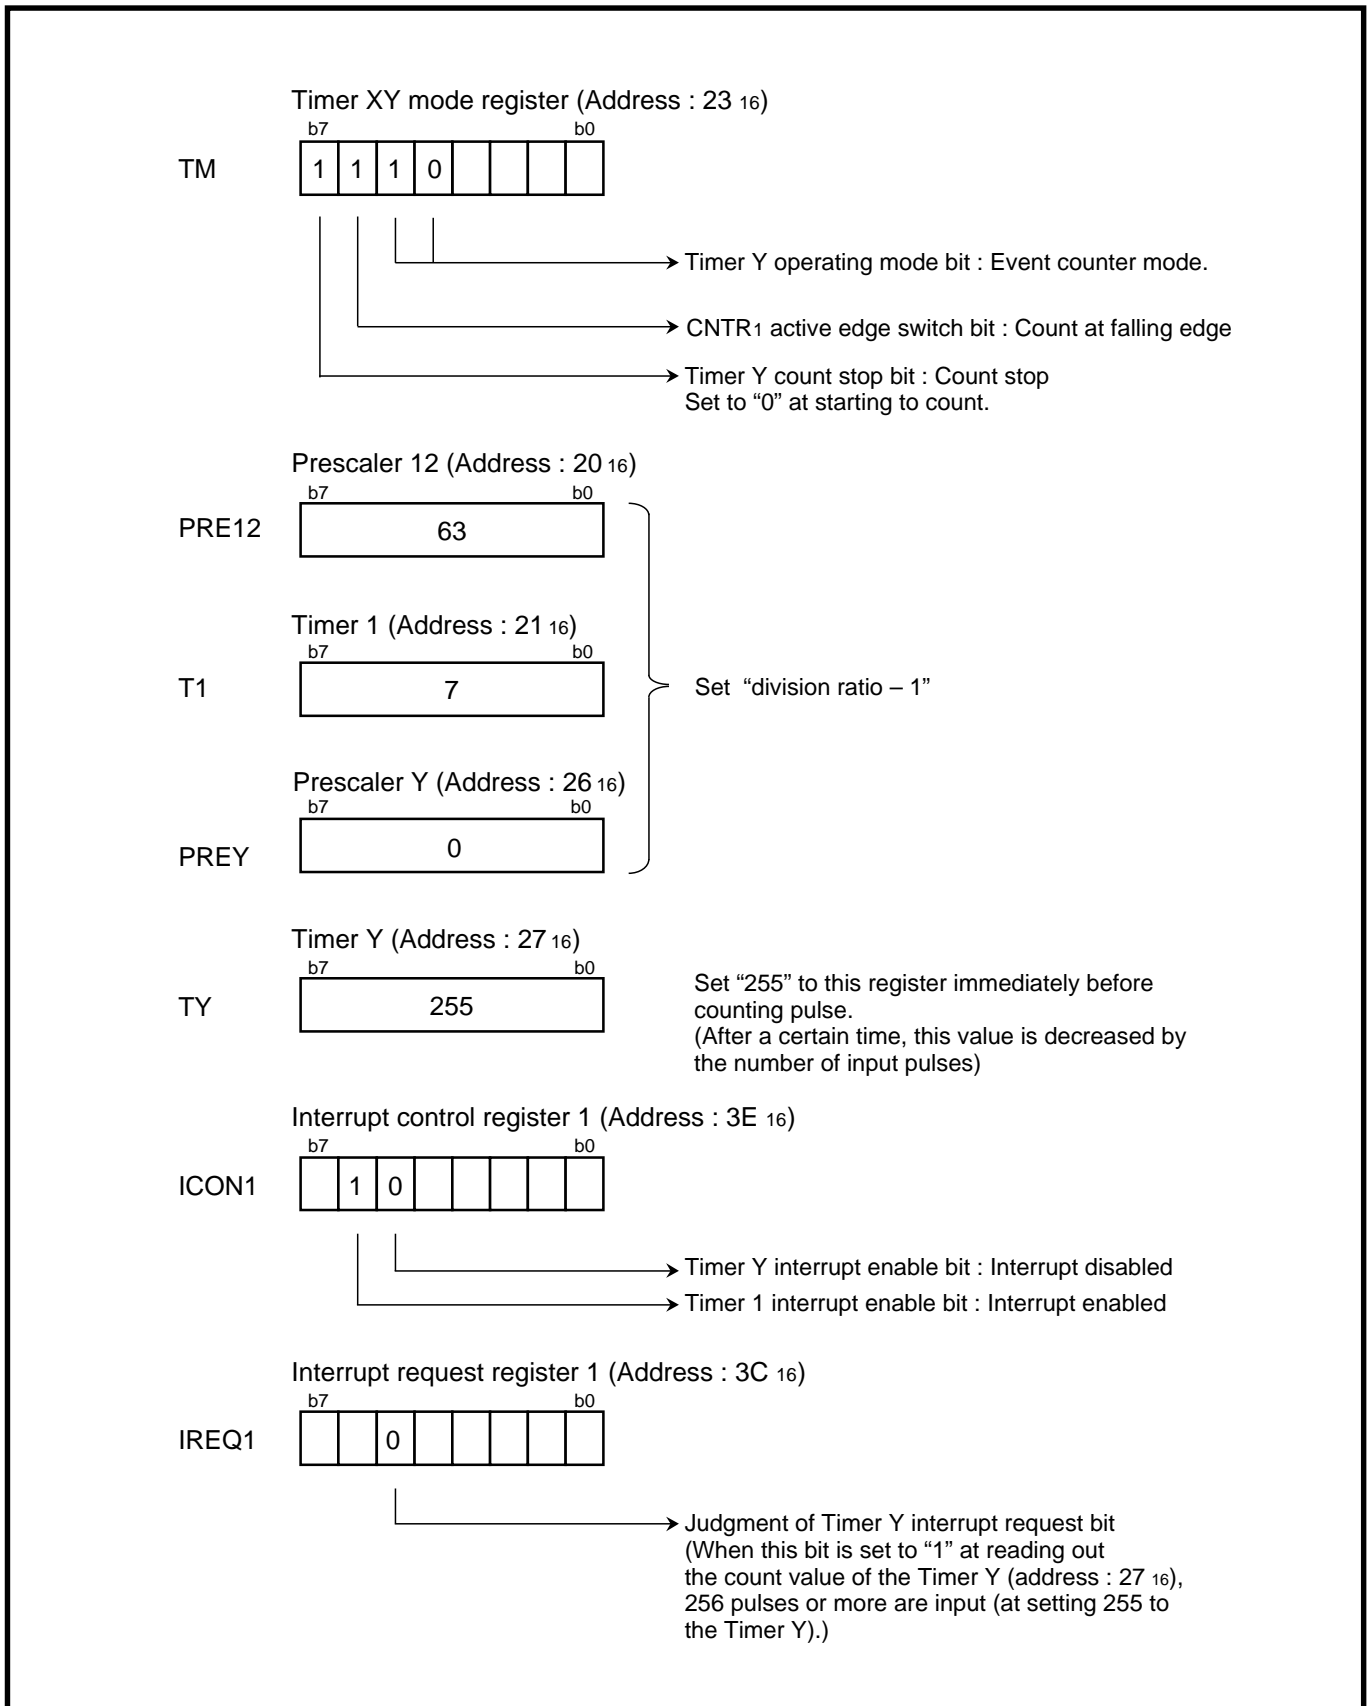 Timer XY mode register (Address : 23 16)
b7 b0
TM 1 1 1 0
Timer Y operating mode bit : Event counter mode.
CNTR1 active edge switch bit : Count at falling edge
Timer Y count stop bit : Count stop
Set to “0” at starting to count.
Prescaler 12 (Address : 20 16)
b7 b0
PRE12 63
Timer 1 (Address : 21 16)
b7 b0
T1 7
Set “division ratio – 1”
Prescaler Y (Address : 26 16)
b7 b0
PREY 0
Timer Y (Address : 27 16)
b7 b0
TY 255
Set “255” to this register immediately before
counting pulse.
(After a certain time, this value is decreased by
the number of input pulses)
Interrupt control register 1 (Address : 3E 16)
b7 b0
ICON1 1 0
Timer Y interrupt enable bit : Interrupt disabled
Timer 1 interrupt enable bit : Interrupt enabled
Interrupt request register 1 (Address : 3C 16)
b7 b0
IREQ1 0
Judgment of Timer Y interrupt request bit
(When this bit is set to “1” at reading out
the count value of the Timer Y (address : 27 16),
256 pulses or more are input (at setting 255 to
the Timer Y).)